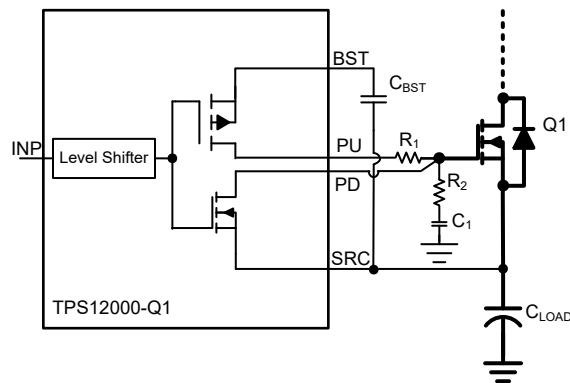 BST
C_BST
Q1
INP
Level Shifter
PU
R_1
PD
R_2
C_1
SRC
TPS12000-Q1
C_LOAD